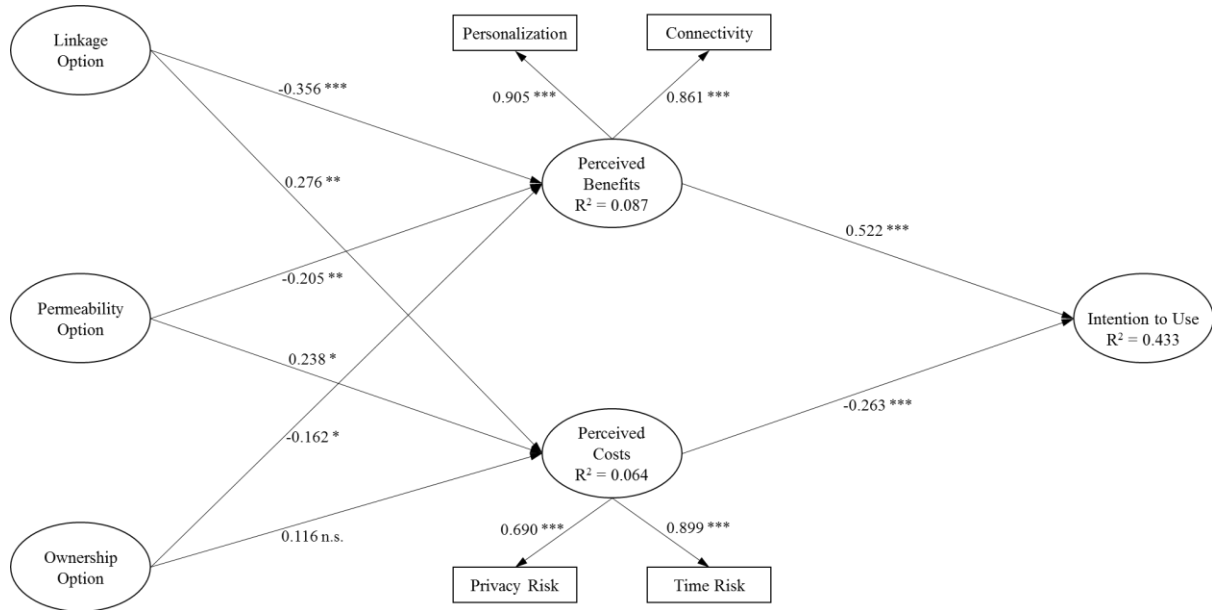 Personalization
Connectivity
Linkage
Option
-0.356 ***
0.905 ***
0.861 ***
0.276 **
Perceived
Benefits
R² = 0.087
-0.205 **
0.522 ***
Permeability
Option
Intention to Use
R² = 0.433
0.238 *
-0.263 ***
-0.162 *
Perceived
Costs
R² = 0.064
0.116 n.s.
0.690 ***
0.899 ***
Ownership
Option
Privacy Risk
Time Risk